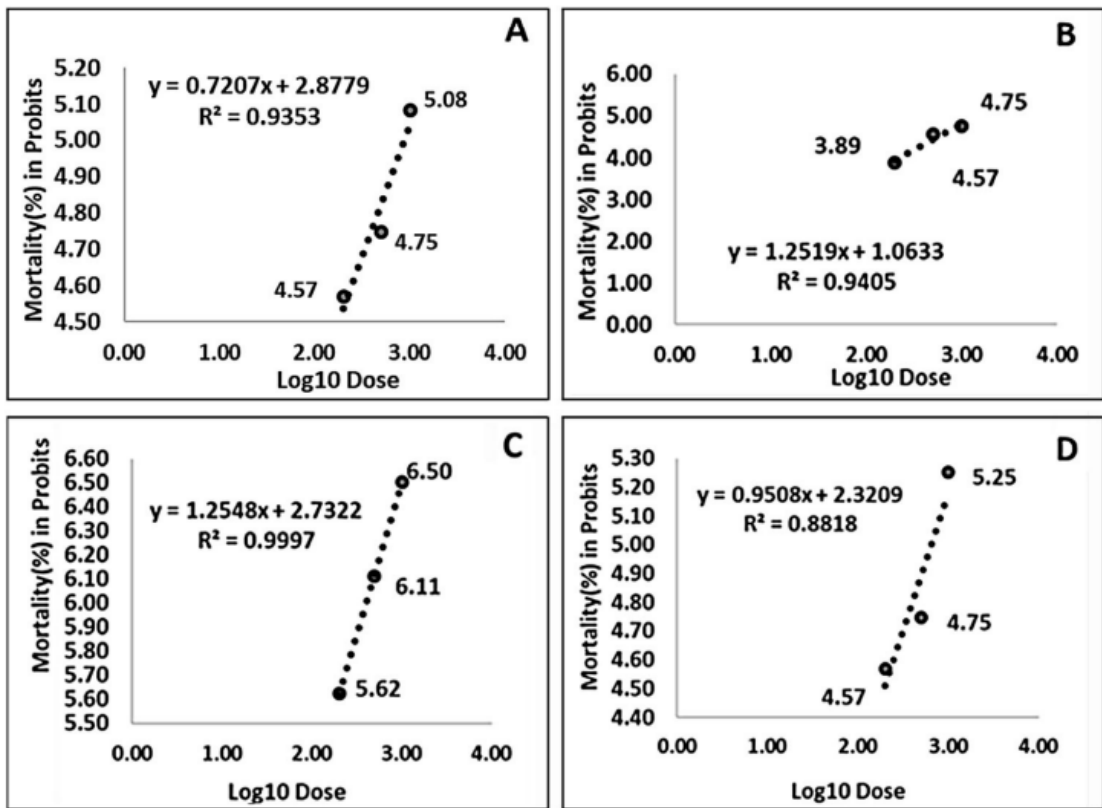 A
Mortality(%) in Probits
5.20
5.10
5.00
4.90
4.80
4.70
4.60
4.50
y = 0.7207x + 2.8779
R² = 0.9353
5.08
4.75
4.57
0.00 1.00 2.00 3.00 4.00
Log10 Dose
B
Mortality(%) in Probits
6.00
5.00
4.00
3.00
2.00
1.00
0.00
4.75
3.89
4.57
y = 1.2519x + 1.0633
R² = 0.9405
0.00 1.00 2.00 3.00 4.00
Log10 Dose
C
Mortality(%) in Probits
6.60
6.50
6.40
6.30
6.20
6.10
6.00
5.90
5.80
5.70
5.60
5.50
6.50
y = 1.2548x + 2.7322
R² = 0.9997
6.11
5.62
0.00 1.00 2.00 3.00 4.00
Log10 Dose
D
Mortality(%) in Probits
5.30
5.20
5.10
5.00
4.90
4.80
4.70
4.60
4.50
4.40
5.25
y = 0.9508x + 2.3209
R² = 0.8818
4.75
4.57
0.00 1.00 2.00 3.00 4.00
Log10 Dose